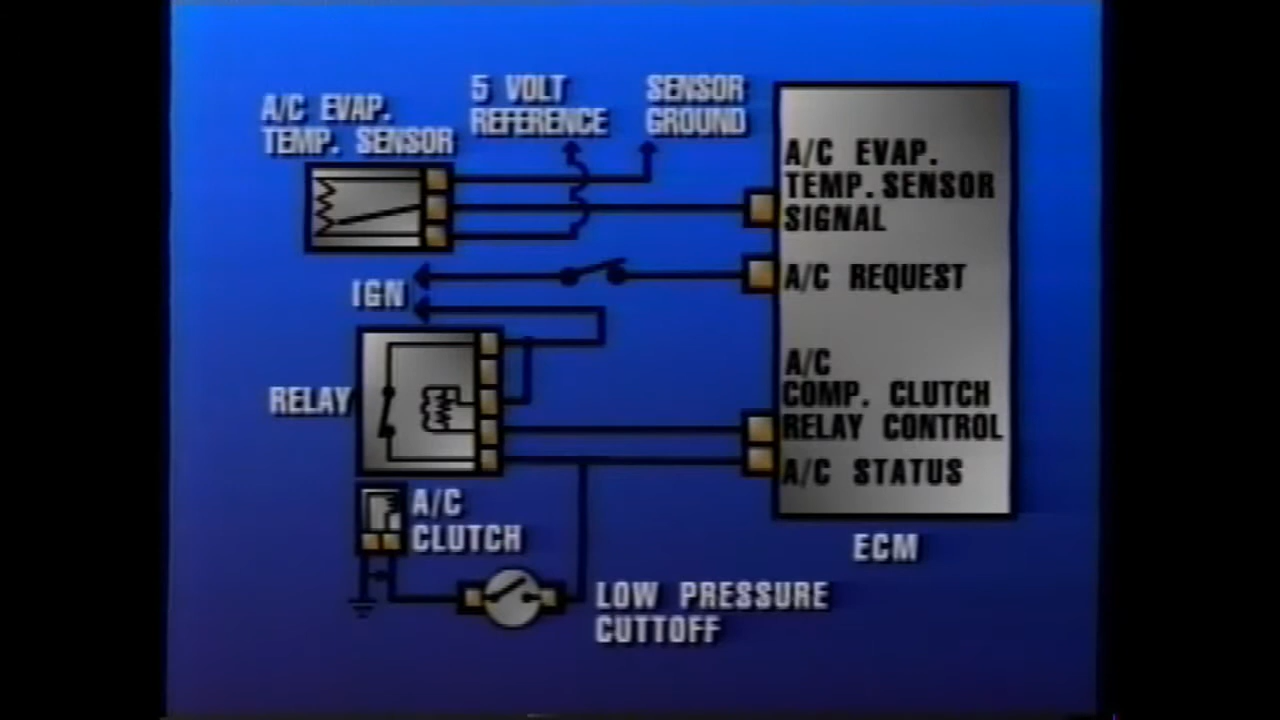 A/C EVAP.
TEMP. SENSOR
5 VOLT
REFERENCE
SENSOR
GROUND
A/C EVAP.
TEMP. SENSOR
SIGNAL
A/C REQUEST
IGN
RELAY
A/C
COMP. CLUTCH
RELAY CONTROL
A/C STATUS
A/C
CLUTCH
ECM
LOW PRESSURE
CUTTOFF